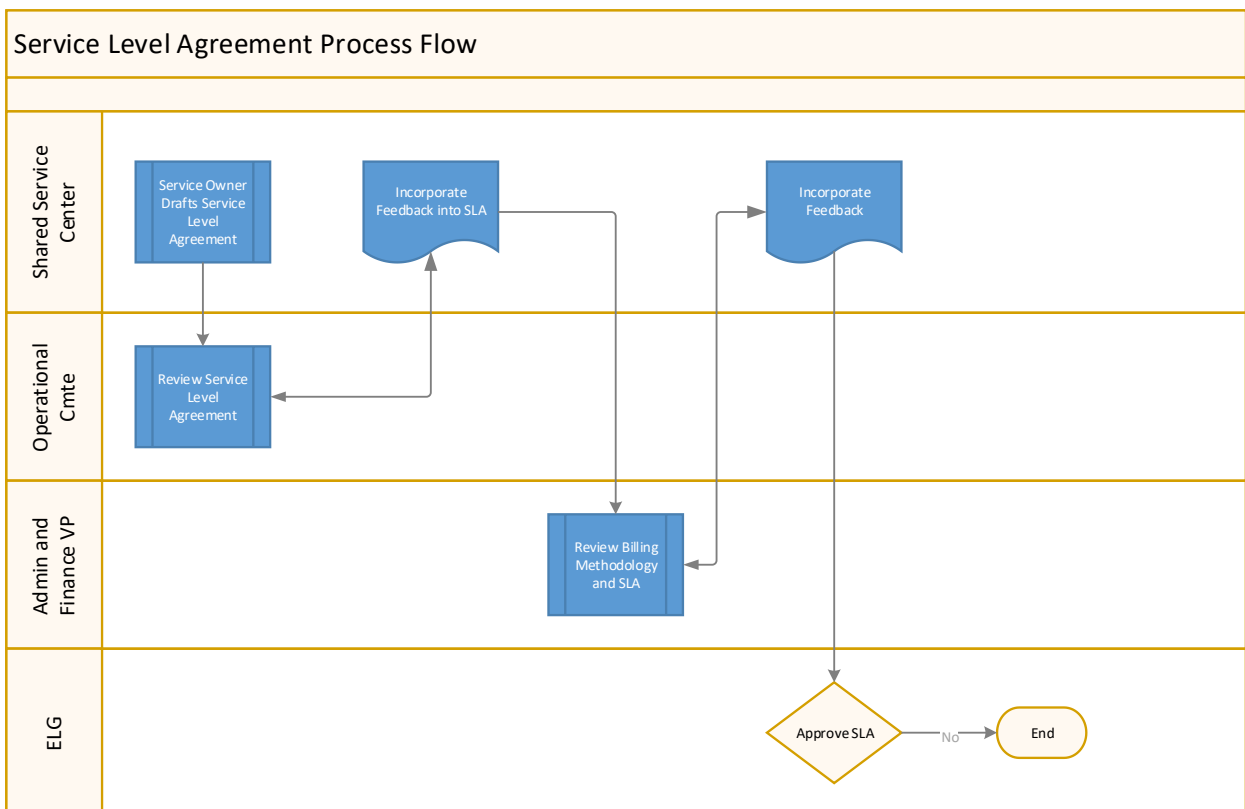 Service Level Agreement Process Flow
Shared Service
Center
Service Owner
Drafts Service
Level
Agreement
Incorporate
Feedback into SLA
Incorporate
Feedback
Operational
Cmte
Review Service
Level
Agreement
Admin and
Finance VP
Review Billing
Methodology
and SLA
ELG
Approve SLA
No
End